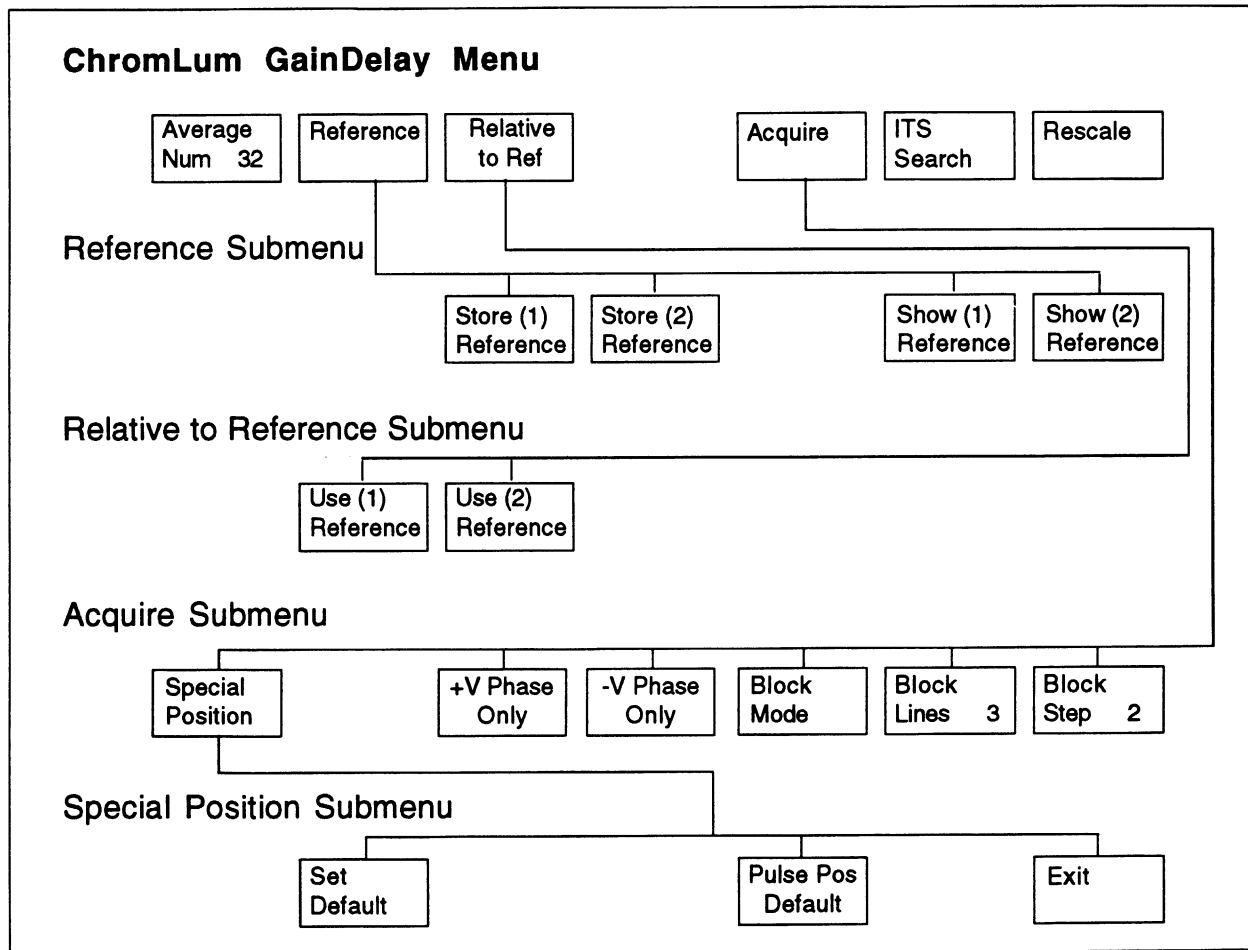 ChromLum GainDelay Menu
Average
Num 32
Reference
Relative
to Ref
Acquire
ITS
Search
Rescale
Reference Submenu
Store (1)
Reference
Store (2)
Reference
Show (1)
Reference
Show (2)
Reference
Relative to Reference Submenu
Use (1)
Reference
Use (2)
Reference
Acquire Submenu
Special
Position
+V Phase
Only
-V Phase
Only
Block
Mode
Block
Lines 3
Block
Step 2
Special Position Submenu
Set
Default
Pulse Pos
Default
Exit